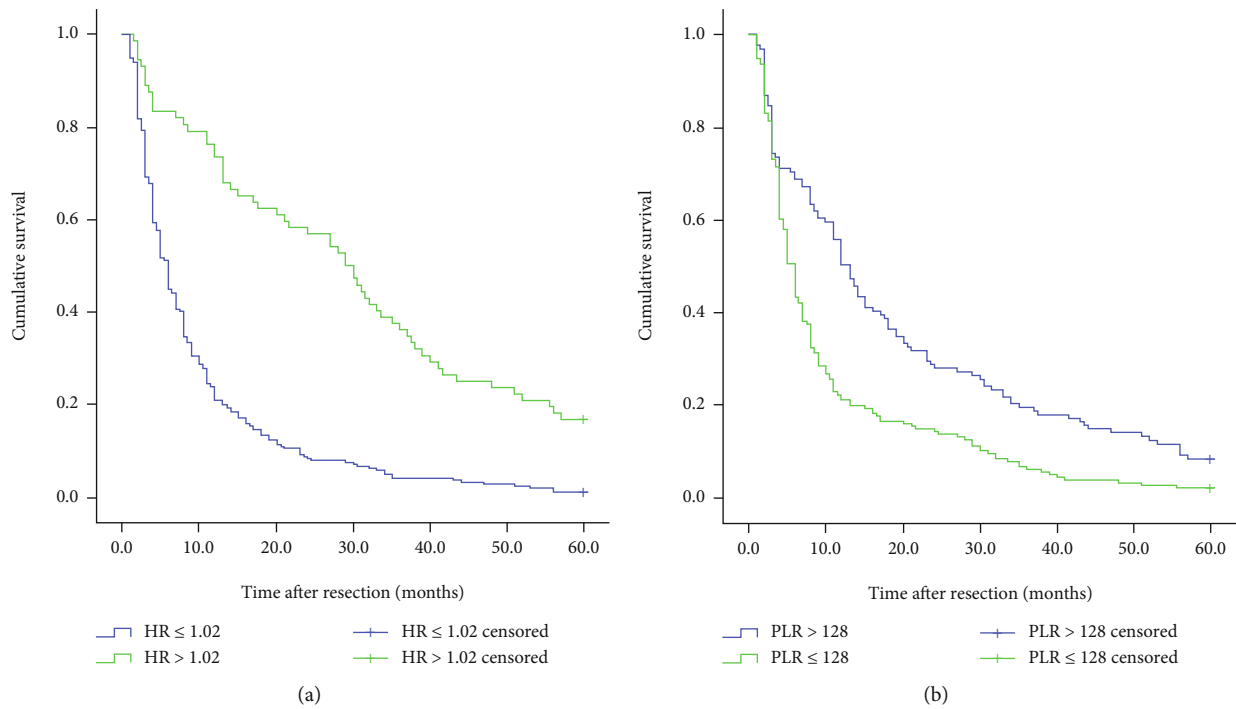 1.0
0.8
0.6
0.4
0.2
0.0
Cumulative survival
0.0 10.0 20.0 30.0 40.0 50.0 60.0
Time after resection (months)
HR ≤ 1.02 HR ≤ 1.02 censored
HR > 1.02 HR > 1.02 censored
(a)
1.0
0.8
0.6
0.4
0.2
0.0
Cumulative survival
0.0 10.0 20.0 30.0 40.0 50.0 60.0
Time after resection (months)
PLR > 128 PLR > 128 censored
PLR ≤ 128 PLR ≤ 128 censored
(b)